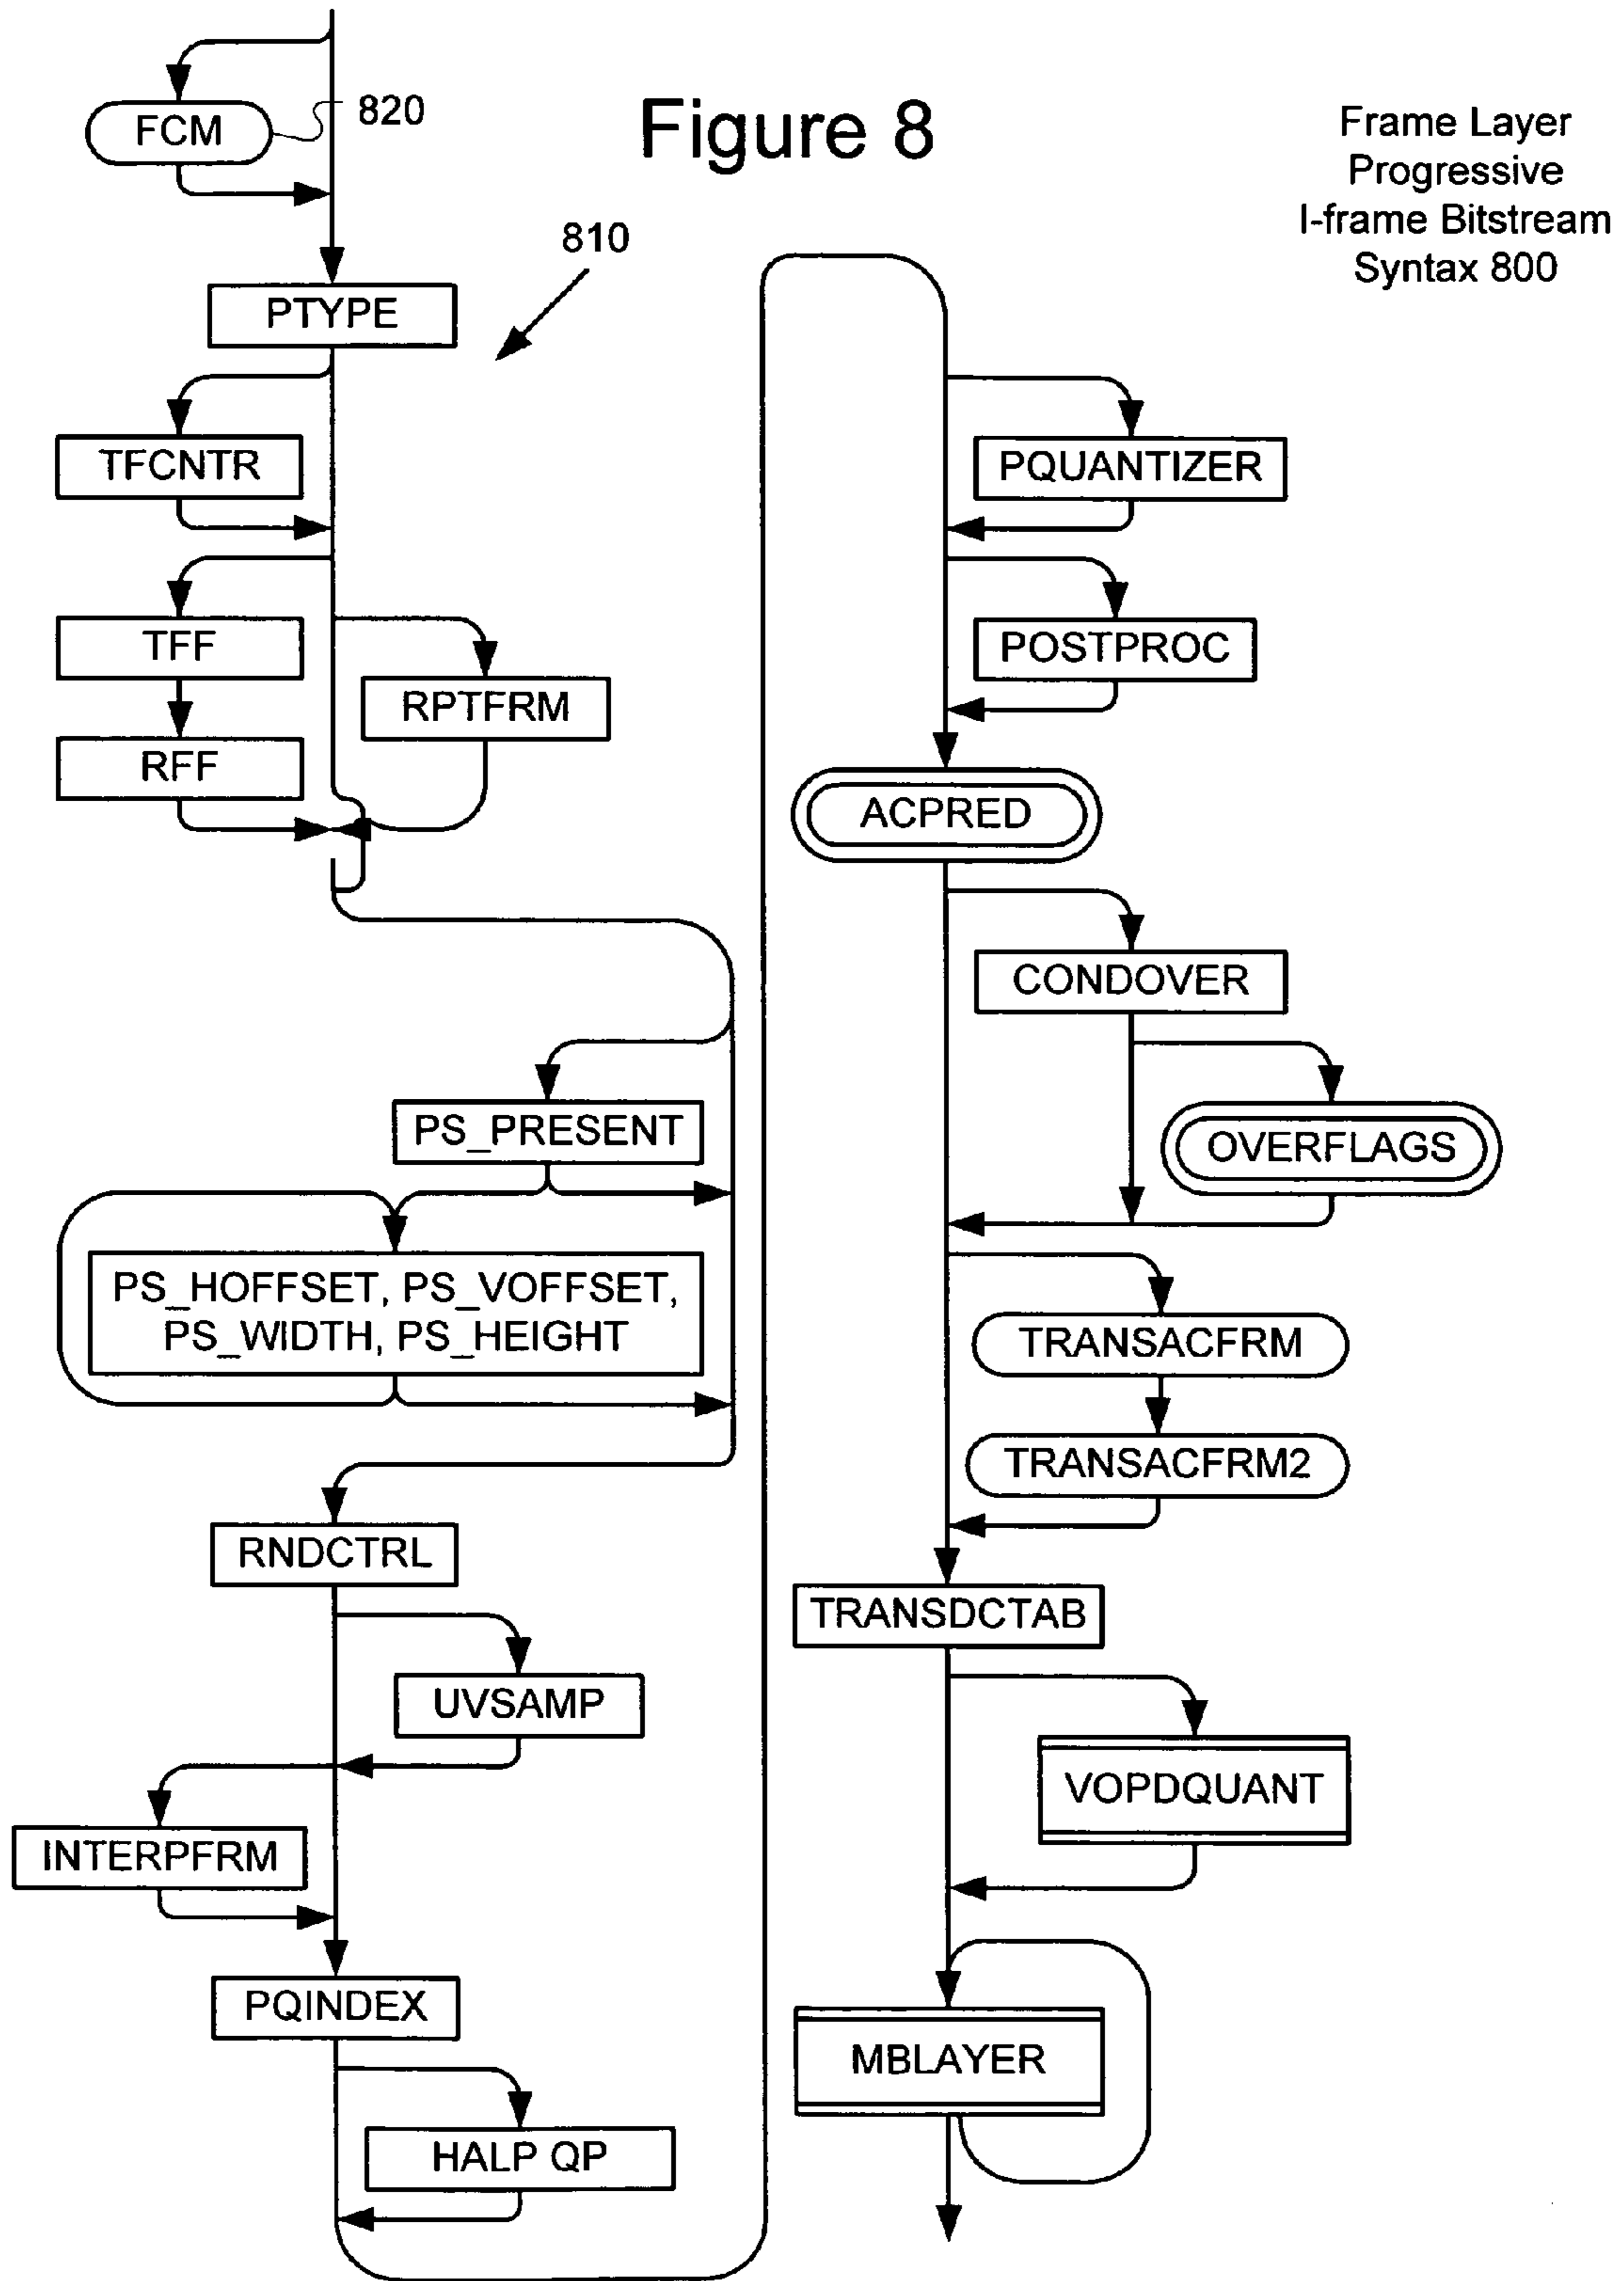 Figure 8
Frame Layer
Progressive
I-frame Bitstream
Syntax 800
FCM
820
810
PTYPE
TFCNTR
TFF
RPTFRM
RFF
PS_PRESENT
PS_HOFFSET, PS_VOFFSET,
PS_WIDTH, PS_HEIGHT
RNDCTRL
UVSAMP
INTERPFRM
PQINDEX
HALP QP
PQUANTIZER
POSTPROC
ACPRED
CONDOVER
OVERFLAGS
TRANSACFRM
TRANSACFRM2
TRANSDCTAB
VOPDQUANT
MBLAYER